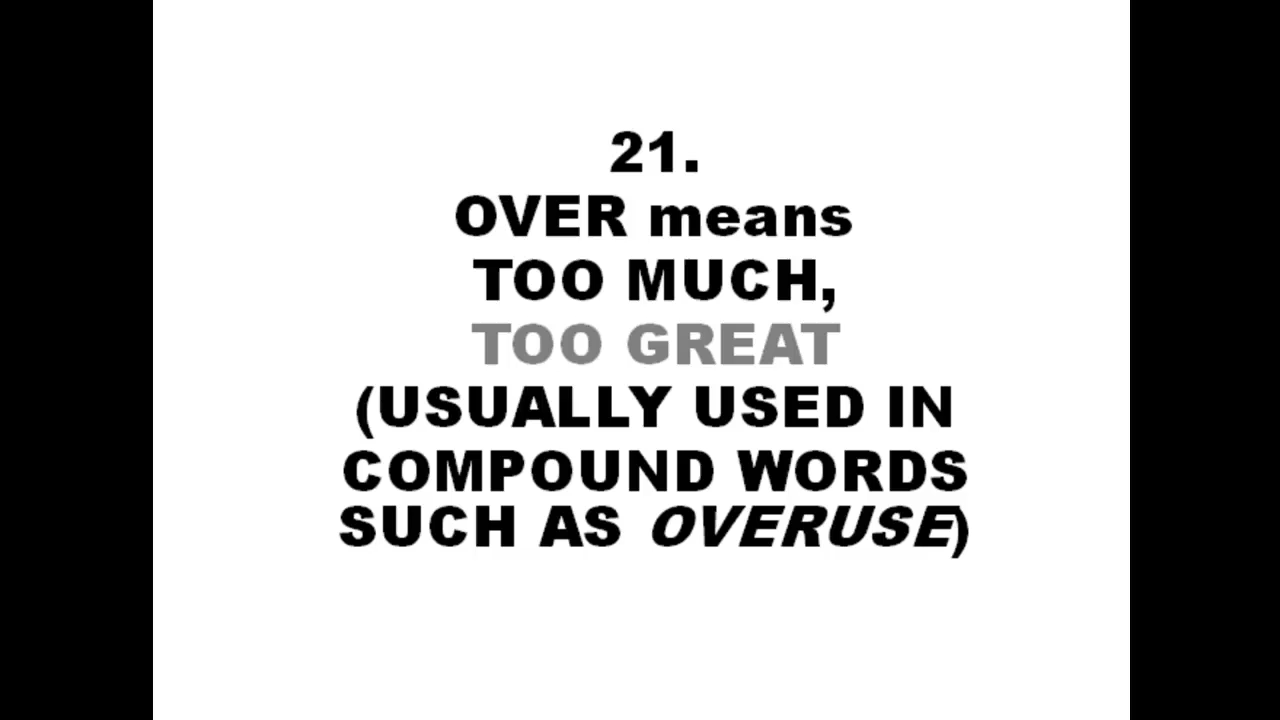 21.
OVER means
TOO MUCH,
TOO GREAT
(USUALLY USED IN
COMPOUND WORDS
SUCH AS OVERUSE)